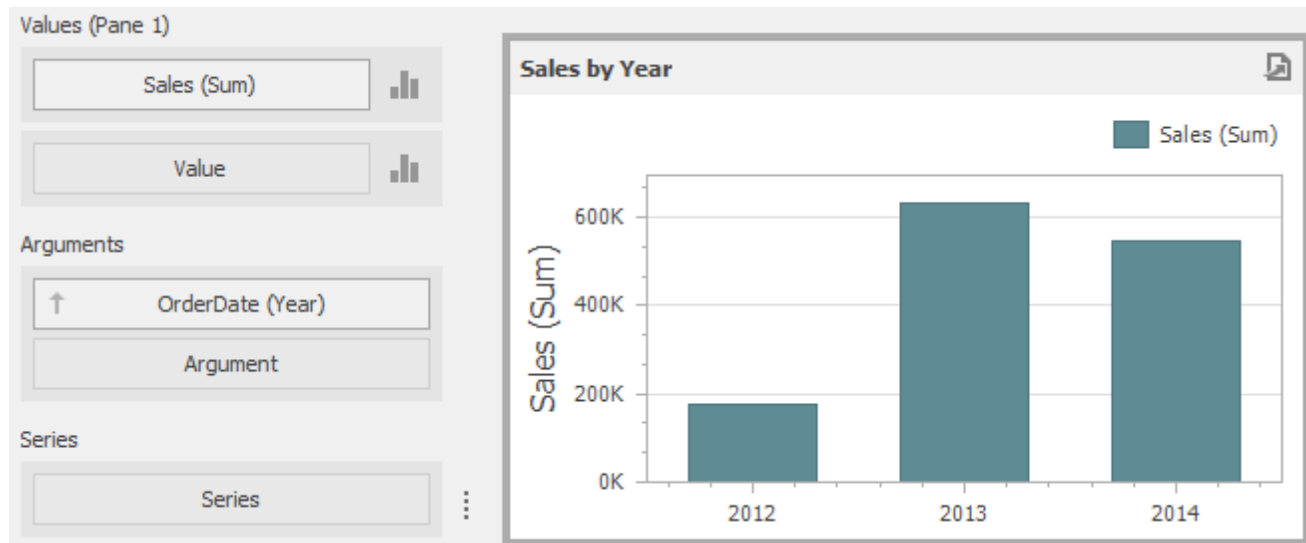 Values (Pane 1)
Sales (Sum)
Value
Arguments
OrderDate (Year)
Argument
Series
Series
Sales by Year
Sales (Sum)
Sales (Sum)
600K
400K
200K
0K
2012 2013 2014